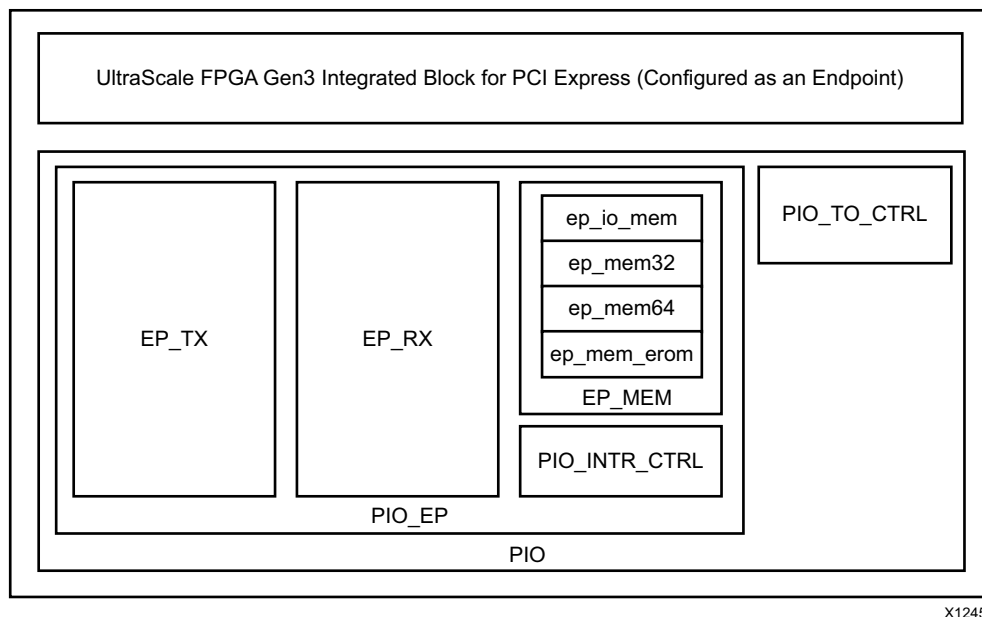 UltraScale FPGA Gen3 Integrated Block for PCI Express (Configured as an Endpoint)
EP_TX
EP_RX
ep_io_mem
ep_mem32
ep_mem64
ep_mem_erom
EP_MEM
PIO_INTR_CTRL
PIO_EP
PIO_TO_CTRL
PIO
X1245